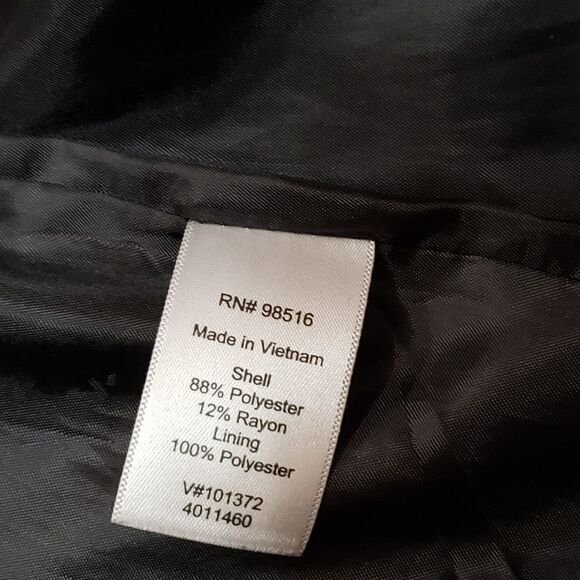 RN# 98516
Made in Vietnam
Shell
88% Polyester
12% Rayon
Lining
100% Polyester
V#101372
4011460